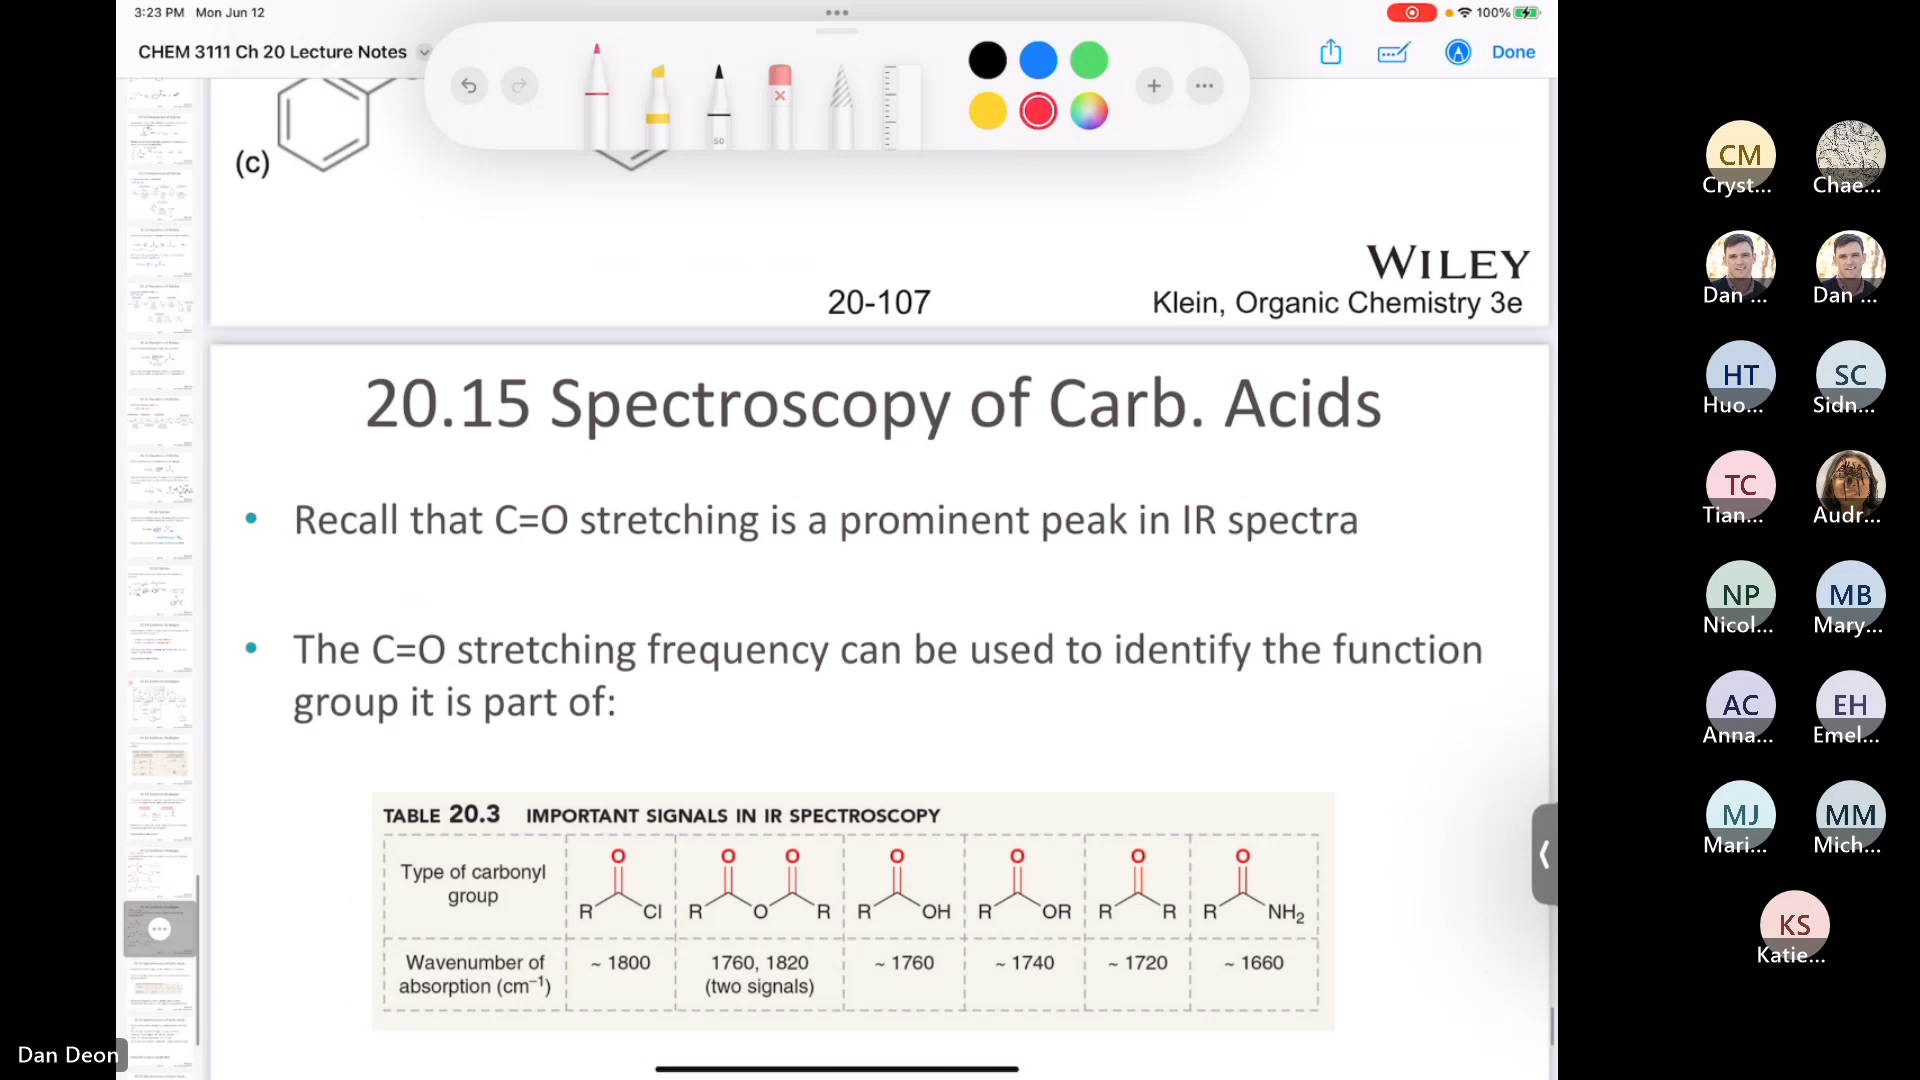 3:23 PM Mon Jun 12
100%
CHEM 3111 Ch 20 Lecture Notes
50
Done
(c)
WILEY
20-107
Klein, Organic Chemistry 3e
20.15 Spectroscopy of Carb. Acids
• Recall that C=O stretching is a prominent peak in IR spectra
• The C=O stretching frequency can be used to identify the function
group it is part of:
TABLE 20.3 IMPORTANT SIGNALS IN IR SPECTROSCOPY
Type of carbonyl
group
O
R Cl
O O
R O R
O
R OH
O
R OR
O
R R
O
R NH₂
Wavenumber of
absorption (cm⁻¹)
~ 1800
1760, 1820
(two signals)
~ 1760
~ 1740
~ 1720
~ 1660
CM
Cryst...
Chae...
Dan ...
Dan ...
HT
Huo...
SC
Sidn...
TC
Tian...
Audr...
NP
Nicol...
MB
Mary...
AC
Anna...
EH
Emel...
MJ
Mari...
MM
Mich...
KS
Katie...
Dan Deon